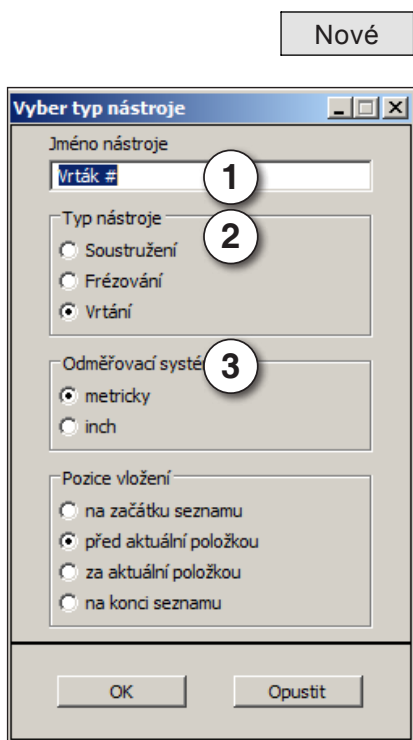 Nové
Vyber typ nástroje
Jméno nástroje
Vrták #
1
Typ nástroje
2
Soustružení
Frézování
Vrtání
Odměřovací systé
3
metricky
inch
Pozice vložení
na začátku seznamu
před aktuální položkou
za aktuální položkou
na konci seznamu
OK
Opustit